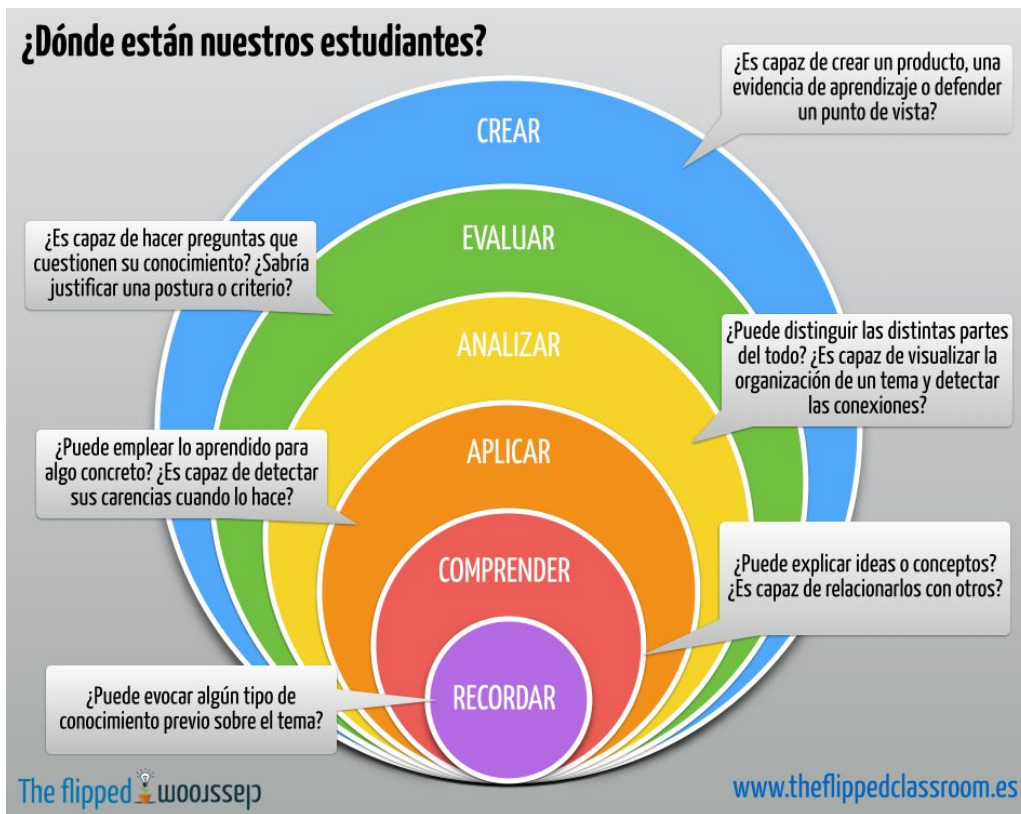 ¿Dónde están nuestros estudiantes?
¿Es capaz de crear un producto, una
evidencia de aprendizaje o defender
un punto de vista?
CREAR
¿Es capaz de hacer preguntas que
cuestionen su conocimiento? ¿Sabría
justificar una postura o criterio?
EVALUAR
ANALIZAR
¿Puede distinguir las distintas partes
del todo? ¿Es capaz de visualizar la
organización de un tema y detectar
las conexiones?
¿Puede emplear lo aprendido para
algo concreto? ¿Es capaz de detectar
sus carencias cuando lo hace?
APLICAR
COMPRENDER
¿Puede explicar ideas o conceptos?
¿Es capaz de relacionarlos con otros?
¿Puede evocar algún tipo de
conocimiento previo sobre el tema?
RECORDAR
The flipped classroom
www.theflippedclassroom.es